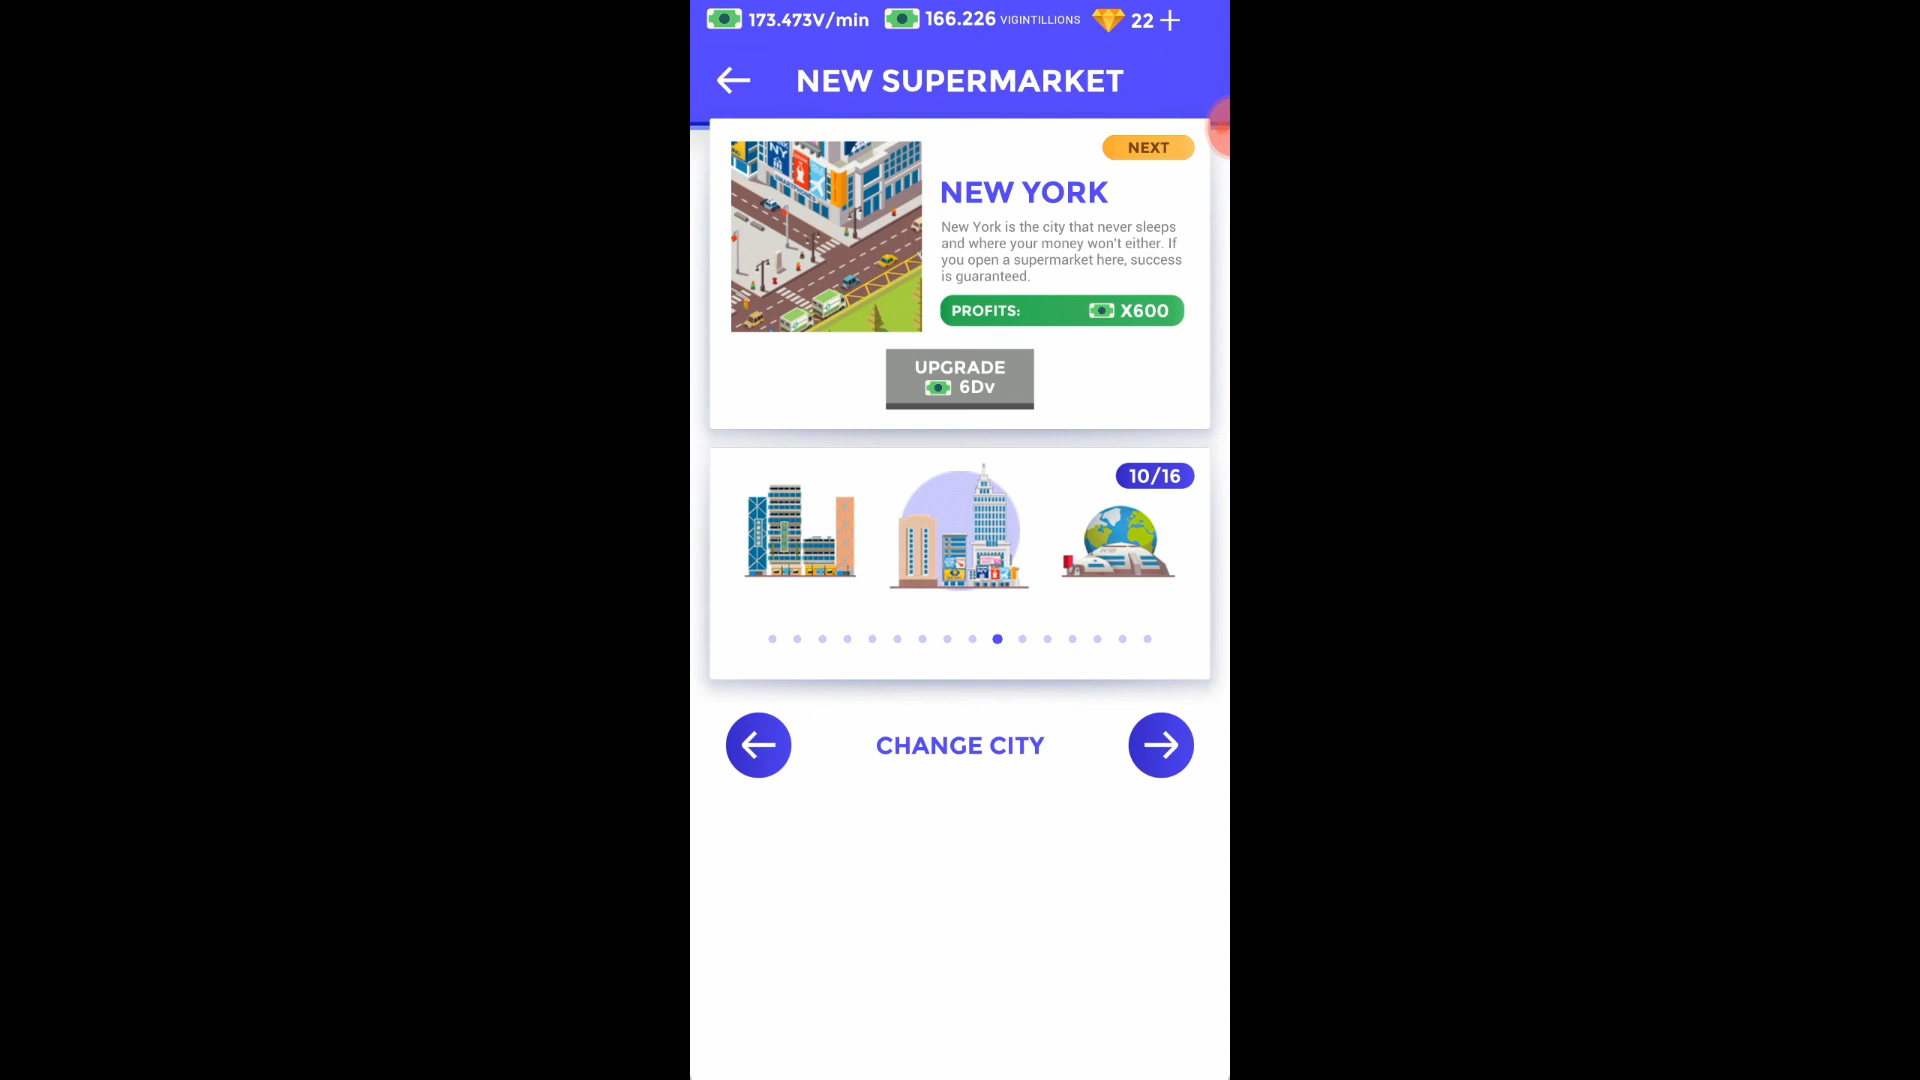 173.473V/min 166.226 VIGINTILLIONS 22
NEW SUPERMARKET
NEXT
NEW YORK
New York is the city that never sleeps
and where your money won't either. If
you open a supermarket here, success
is guaranteed.
PROFITS: X600
UPGRADE
6Dv
10/16
CHANGE CITY